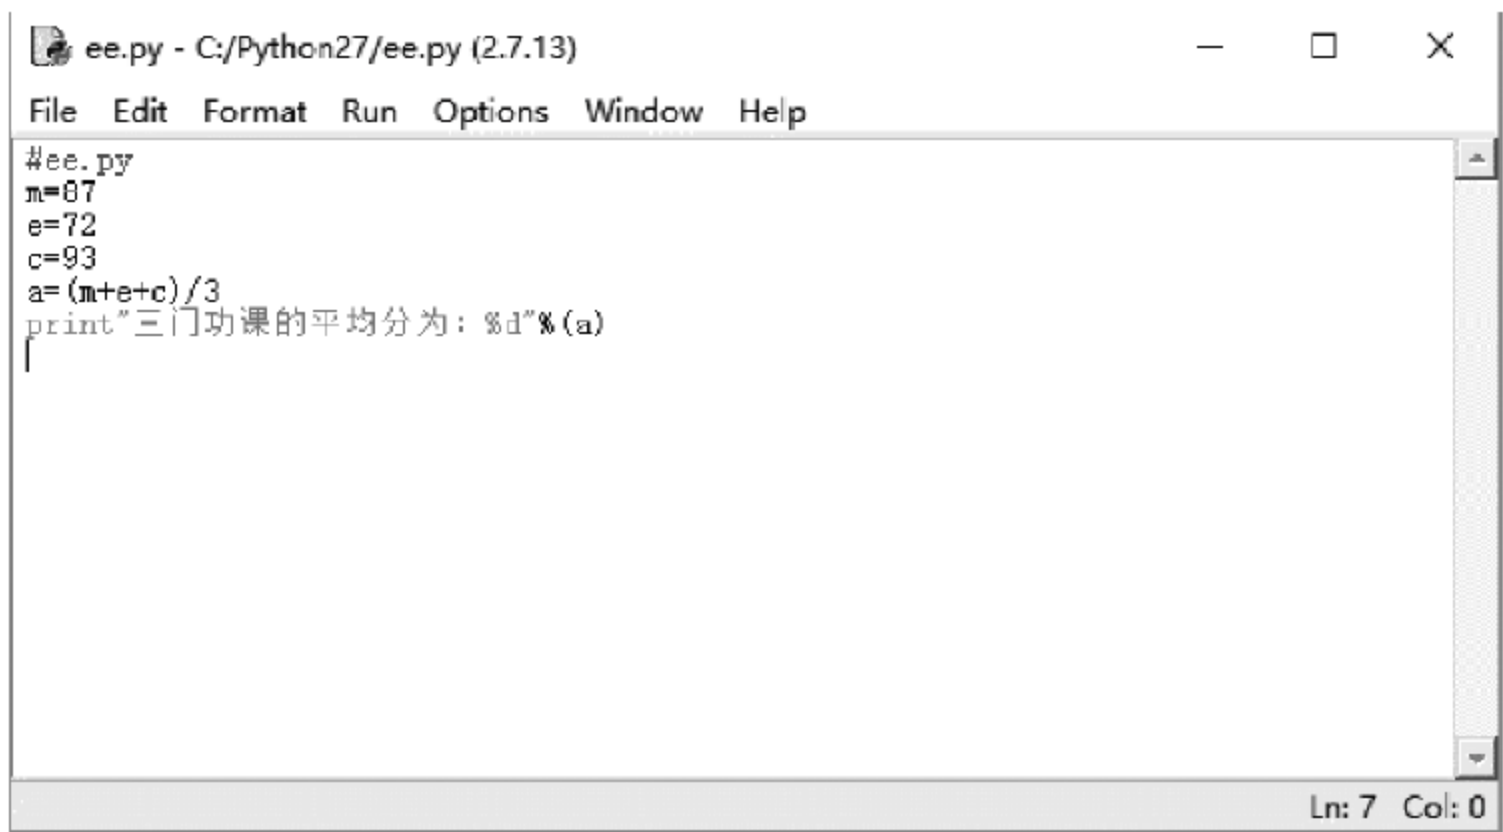 ee.py - C:/Python27/ee.py (2.7.13)
File Edit Format Run Options Window Help
#ee.py
m=87
e=72
c=93
a=(m+e+c)/3
print"三门功课的平均分为: %d"%(a)
Ln: 7 Col: 0